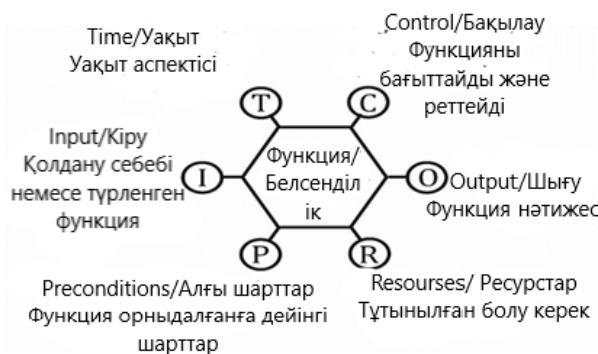 Time/Уақыт
Уақыт аспектісі
Control/Бақылау
Функцияны
бағыттайды және
реттейді
T
C
Input/Кіру
Қолдану себебі
немесе түрленген
функция
I
Функция/
Белсенділ
ік
O
Output/Шығу
Функция нәтижес
P
R
Preconditions/Алғы шарттар
Функция орныдалғанға дейінгі
шарттар
Resourses/ Ресурстар
Тұтынылған болу керек